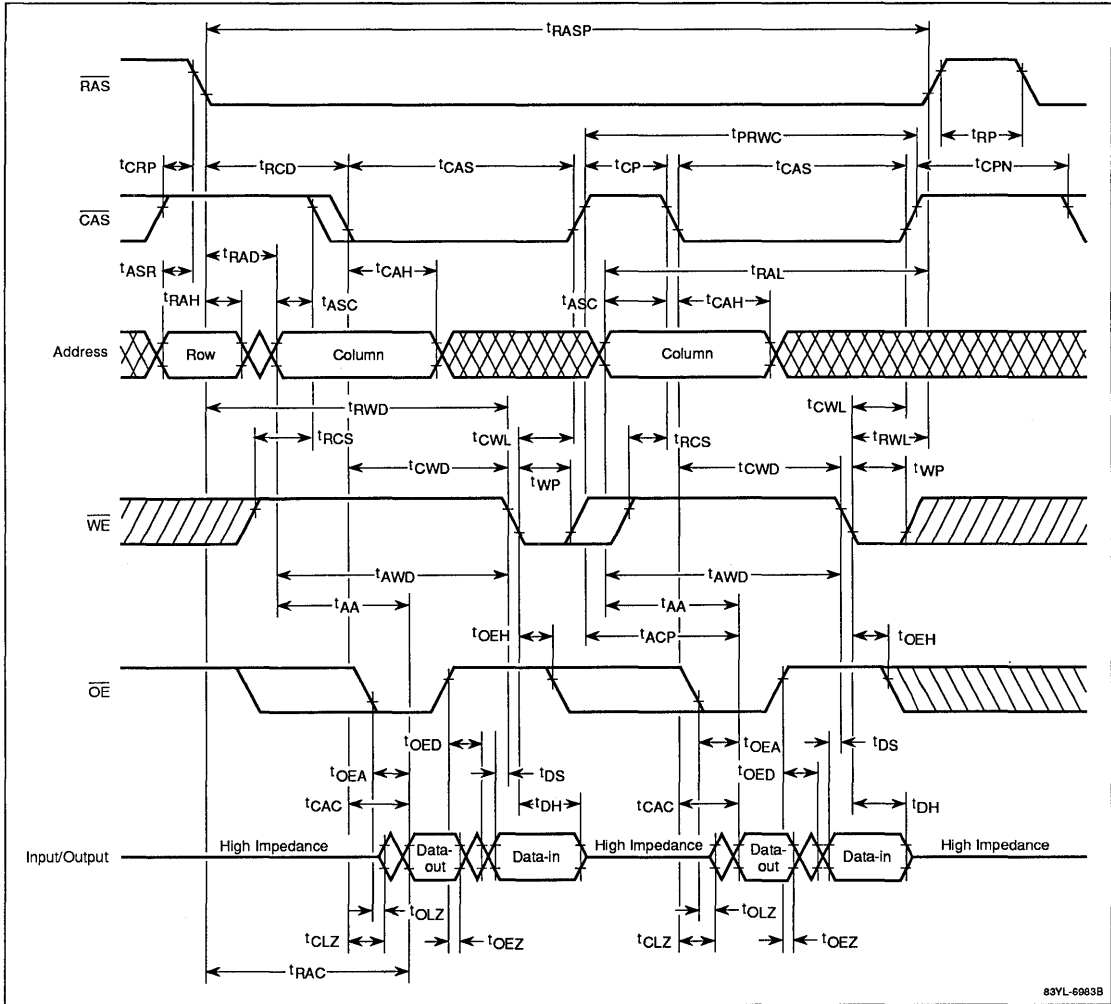 tRASP
RAS
tRP
tPRWC
tCRP tRCD tCAS tCP tCAS tCPN
CAS
tRAD
tASR tCAH tRAL
tRAH tASC tASC tCAH
Address Row Column Column
tRWD tCWL
tRCS tCWL tRCS tRWL
tCWD tWP tCWD tWP
WE
tAWD tAWD
tAA tAA
tOEH tACP tOEH
OE
tOED tOEA tDS
tOEA tDS tOED
tCAC tDH tCAC tDH
Input/Output High Impedance Data-out Data-in High Impedance Data-out Data-in High Impedance
tOLZ tOLZ
tCLZ tOEZ tCLZ tOEZ
tRAC
83YL-6983B